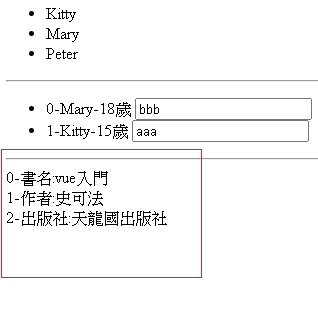 Kitty
Mary
Peter
0-Mary-18歲 bbb
1-Kitty-15歲 aaa
0-書名:vue入門
1-作者:史可法
2-出版社:天龍國出版社